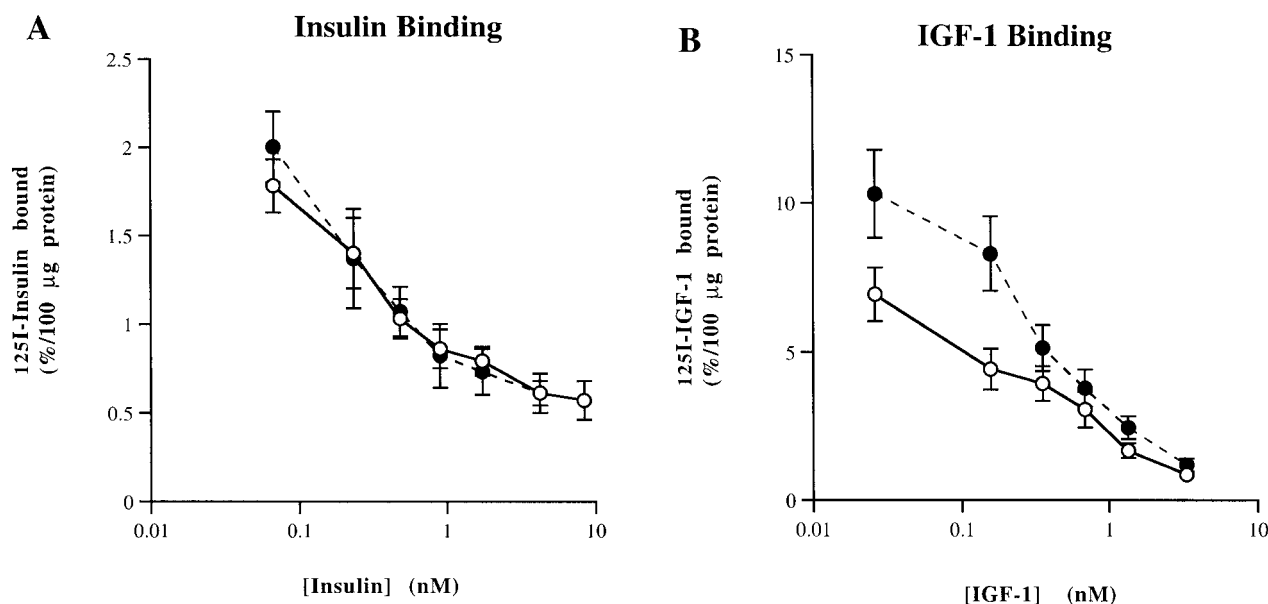 A
Insulin Binding
125I-Insulin bound
(%/100 μg protein)
2.5
2
1.5
1
0.5
0
0.01
0.1
1
10
[Insulin] (nM)
B
IGF-1 Binding
125I-IGF-1 bound
(%/100 μg protein)
15
10
5
0
0.01
0.1
1
10
[IGF-1] (nM)